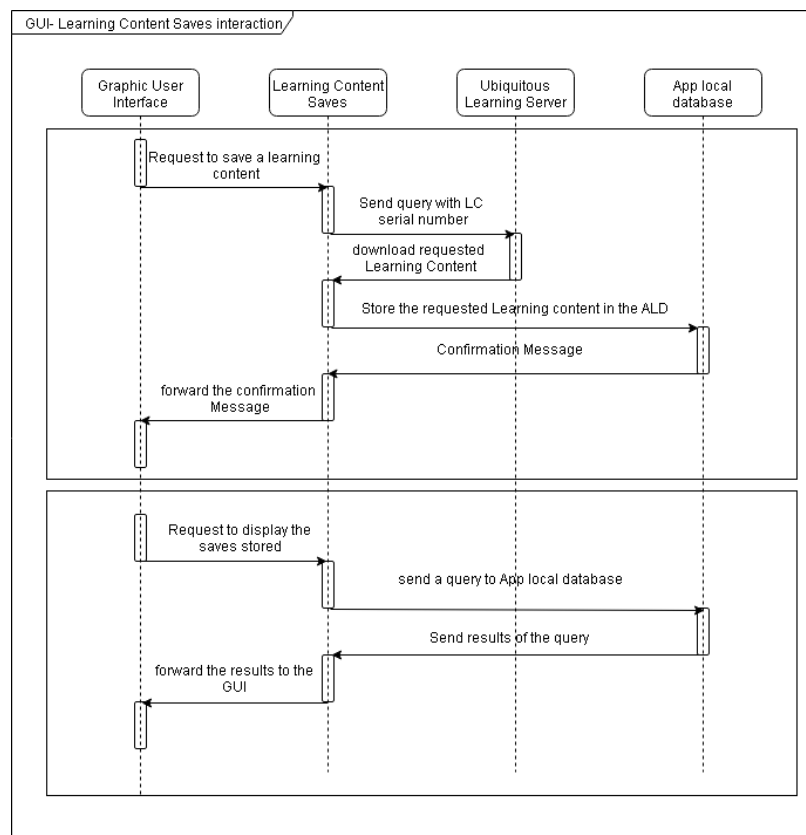 GUI- Learning Content Saves interaction
Graphic User
Interface
Learning Content
Saves
Ubiquitous
Learning Server
App local
database
Request to save a learning
content
Send query with LC
serial number
download requested
Learning Content
Store the requested Learning content in the ALD
Confirmation Message
forward the confirmation
Message
Request to display the
saves stored
send a query to App local database
Send results of the query
forward the results to the
GUI